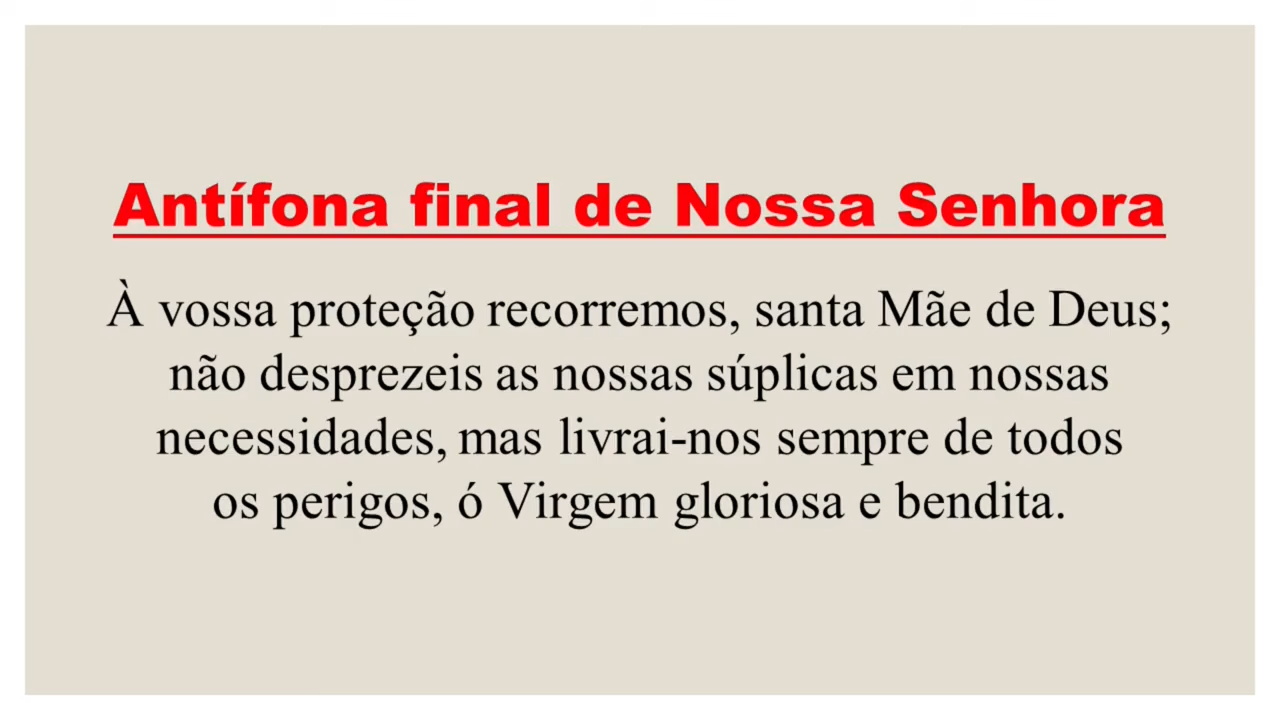 Antífona final de Nossa Senhora
À vossa proteção recorremos, santa Mãe de Deus;
não desprezeis as nossas súplicas em nossas
necessidades, mas livrai-nos sempre de todos
os perigos, ó Virgem gloriosa e bendita.